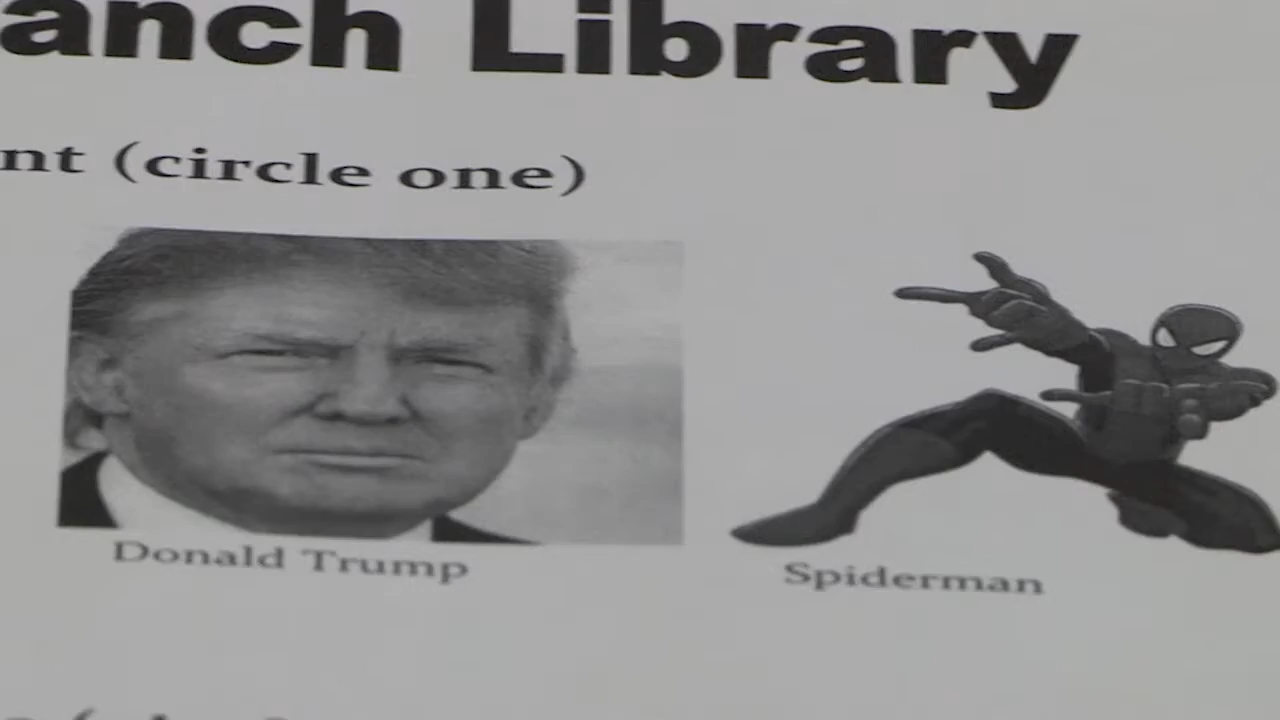 anch Library
nt (circle one)
Donald Trump
Spiderman